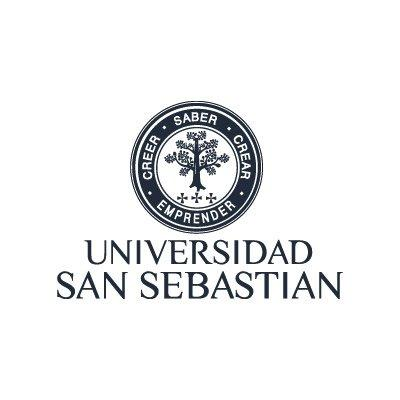 CREER · SABER · CREAR
· EMPRENDER ·
UNIVERSIDAD
SAN SEBASTIAN